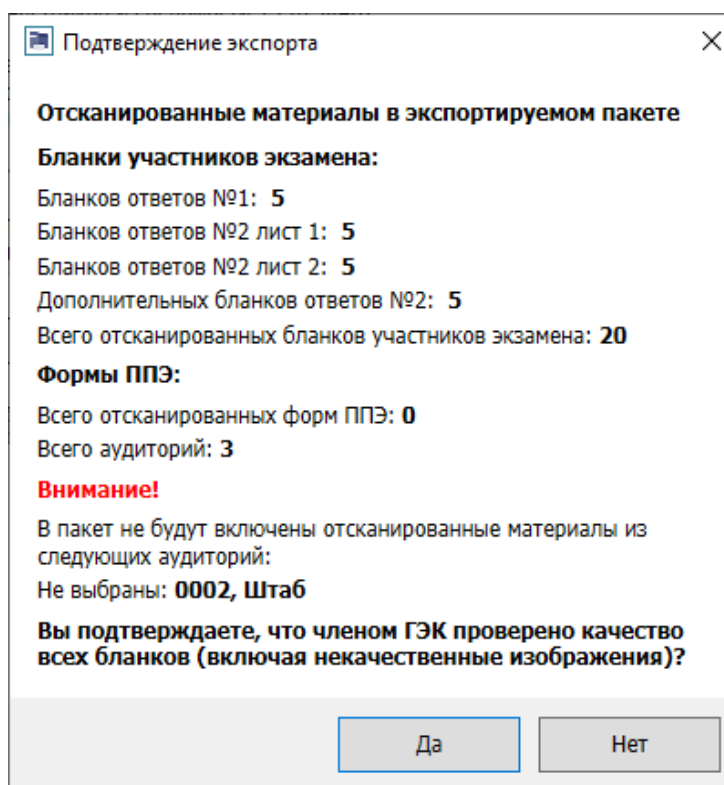 Подтверждение экспорта
Отсканированные материалы в экспортируемом пакете
Бланки участников экзамена:
Бланков ответов №1: 5
Бланков ответов №2 лист 1: 5
Бланков ответов №2 лист 2: 5
Дополнительных бланков ответов №2: 5
Всего отсканированных бланков участников экзамена: 20
Формы ППЭ:
Всего отсканированных форм ППЭ: 0
Всего аудиторий: 3
Внимание!
В пакет не будут включены отсканированные материалы из
следующих аудиторий:
Не выбраны: 0002, Штаб
Вы подтверждаете, что членом ГЭК проверено качество
всех бланков (включая некачественные изображения)?
Да Нет